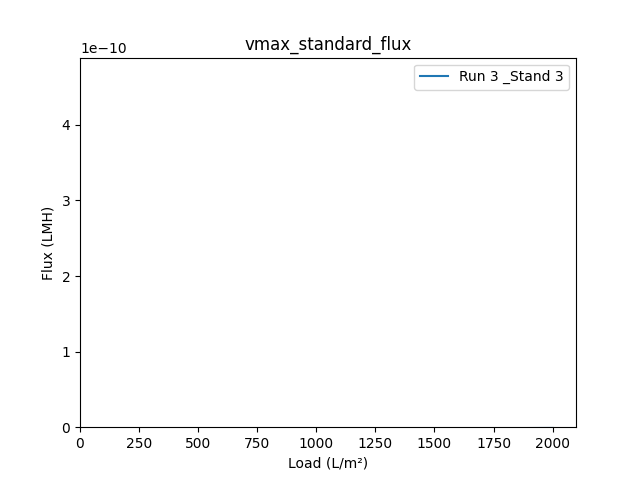 vmax_standard_flux
1e−10
Run 3 _Stand 3
4
3
2
1
0
Flux (LMH)
0 250 500 750 1000 1250 1500 1750 2000
Load (L/m²)